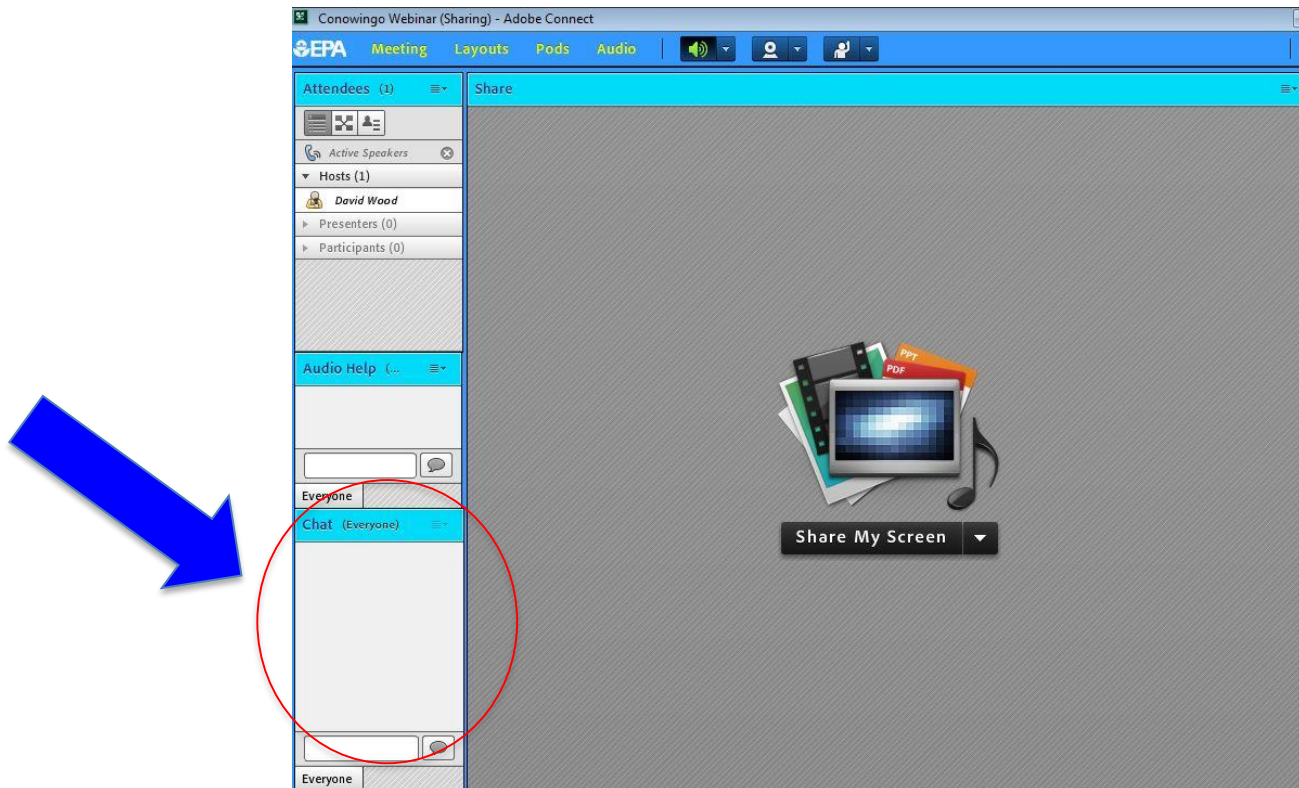 Conowingo Webinar (Sharing) - Adobe Connect
EPA Meeting Layouts Pods Audio
Attendees (1)
Share
Active Speakers
Hosts (1)
David Wood
Presenters (0)
Participants (0)
Audio Help (...
Everyone
Chat (Everyone)
Everyone
PPT
PDF
Share My Screen